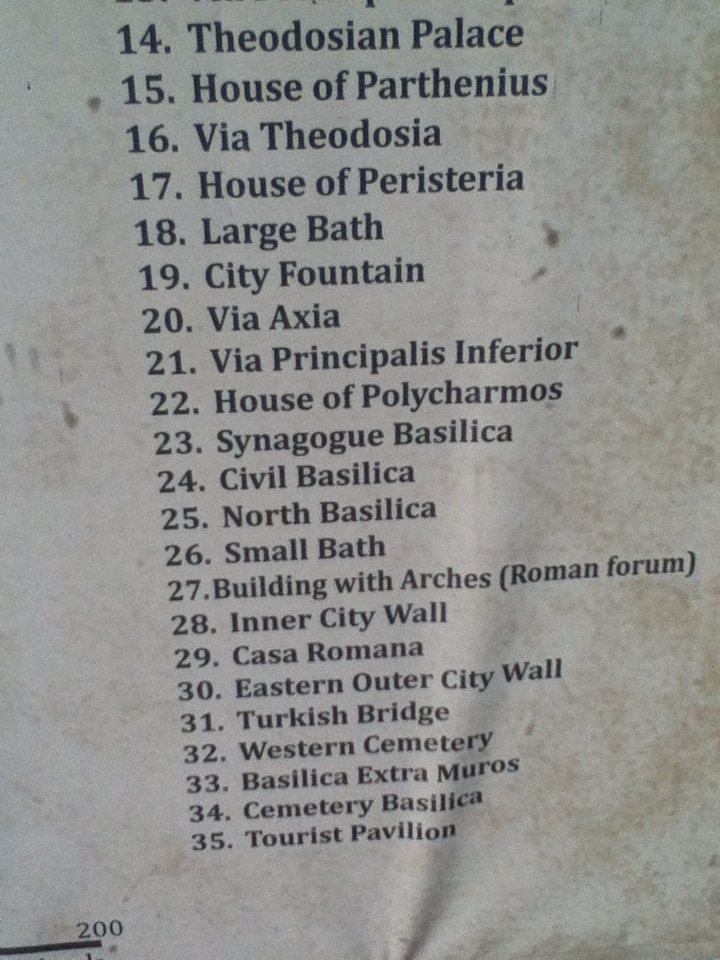 14. Theodosian Palace
15. House of Parthenius
16. Via Theodosia
17. House of Peristeria
18. Large Bath
19. City Fountain
20. Via Axia
21. Via Principalis Inferior
22. House of Polycharmos
23. Synagogue Basilica
24. Civil Basilica
25. North Basilica
26. Small Bath
27.Building with Arches (Roman forum)
28. Inner City Wall
29. Casa Romana
30. Eastern Outer City Wall
31. Turkish Bridge
32. Western Cemetery
33. Basilica Extra Muros
34. Cemetery Basilica
35. Tourist Pavilion
200